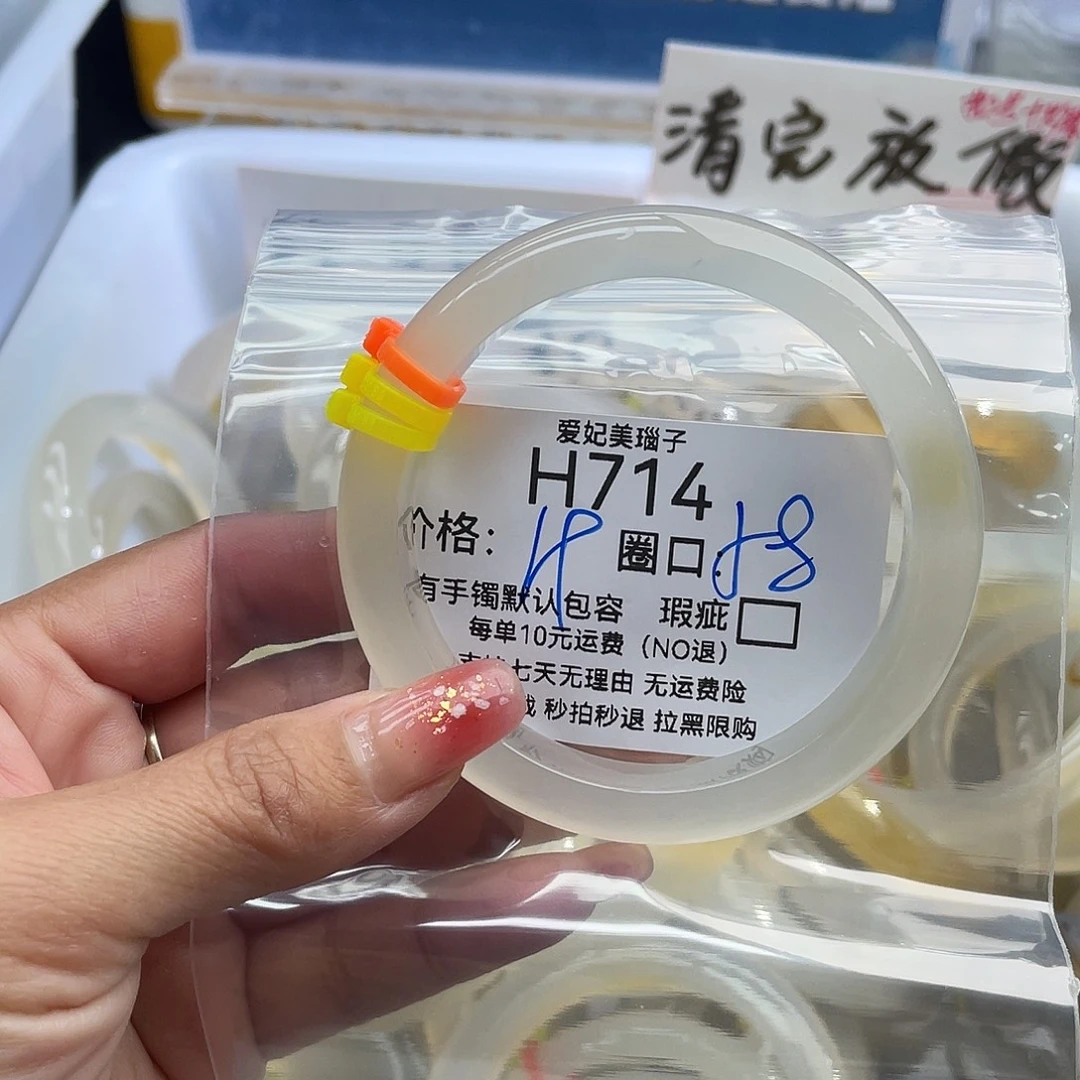 清完放假
爱妃美瑙子
H714
价格： 圈口: 58
有手镯默认包容 瑕疵
每单10元运费（NO退）
七天无理由 无运费险
秒拍秒退 拉黑限购